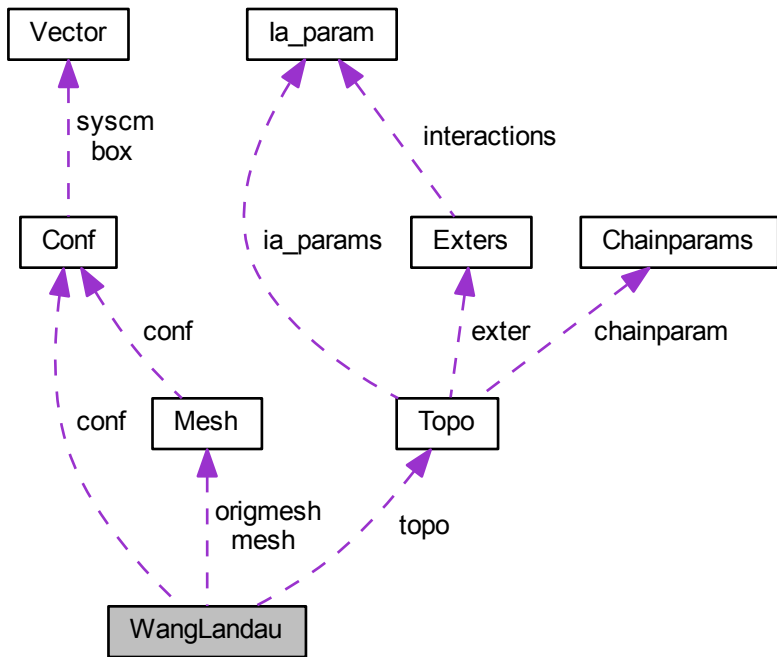 Vector
Ia_param
syscm
box
interactions
Conf
ia_params
Exters
Chainparams
conf
exter
chainparam
conf
Mesh
Topo
origmesh
mesh
topo
WangLandau